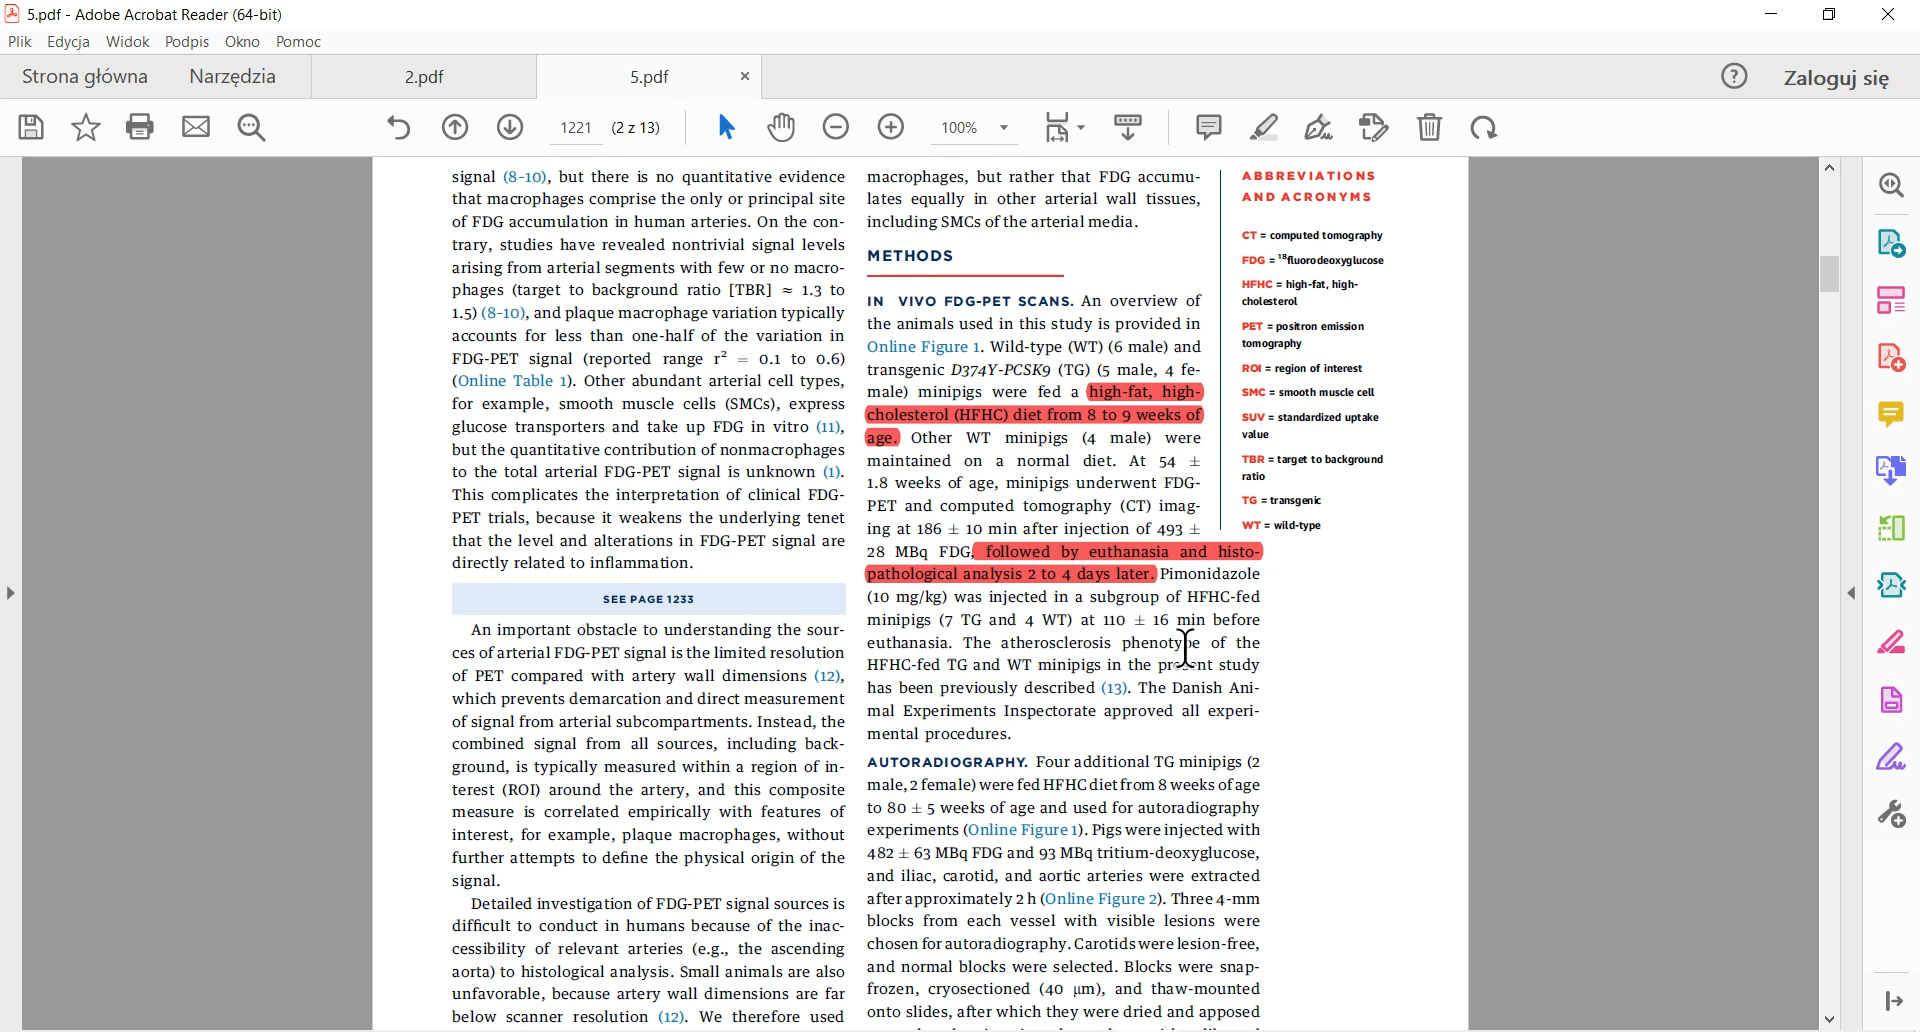 5.pdf - Adobe Acrobat Reader (64-bit)
Plik Edycja Widok Podpis Okno Pomoc
Strona główna Narzędzia 2.pdf 5.pdf Zaloguj się
1221 (2 z 13) 100%
signal (8-10), but there is no quantitative evidence
that macrophages comprise the only or principal site
of FDG accumulation in human arteries. On the con-
trary, studies have revealed nontrivial signal levels
arising from arterial segments with few or no macro-
phages (target to background ratio [TBR] ≈ 1.3 to
1.5) (8-10), and plaque macrophage variation typically
accounts for less than one-half of the variation in
FDG-PET signal (reported range r² = 0.1 to 0.6)
(Online Table 1). Other abundant arterial cell types,
for example, smooth muscle cells (SMCs), express
glucose transporters and take up FDG in vitro (11),
but the quantitative contribution of nonmacrophages
to the total arterial FDG-PET signal is unknown (1).
This complicates the interpretation of clinical FDG-
PET trials, because it weakens the underlying tenet
that the level and alterations in FDG-PET signal are
directly related to inflammation.
SEE PAGE 1233
An important obstacle to understanding the sour-
ces of arterial FDG-PET signal is the limited resolution
of PET compared with artery wall dimensions (12),
which prevents demarcation and direct measurement
of signal from arterial subcompartments. Instead, the
combined signal from all sources, including back-
ground, is typically measured within a region of in-
terest (ROI) around the artery, and this composite
measure is correlated empirically with features of
interest, for example, plaque macrophages, without
further attempts to define the physical origin of the
signal.
Detailed investigation of FDG-PET signal sources is
difficult to conduct in humans because of the inac-
cessibility of relevant arteries (e.g., the ascending
aorta) to histological analysis. Small animals are also
unfavorable, because artery wall dimensions are far
below scanner resolution (12). We therefore used
macrophages, but rather that FDG accumu-
lates equally in other arterial wall tissues,
including SMCs of the arterial media.
METHODS
IN VIVO FDG-PET SCANS. An overview of
the animals used in this study is provided in
Online Figure 1. Wild-type (WT) (6 male) and
transgenic D374Y-PCSK9 (TG) (5 male, 4 fe-
male) minipigs were fed a high-fat, high-
cholesterol (HFHC) diet from 8 to 9 weeks of
age. Other WT minipigs (4 male) were
maintained on a normal diet. At 54 ±
1.8 weeks of age, minipigs underwent FDG-
PET and computed tomography (CT) imag-
ing at 186 ± 10 min after injection of 493 ±
28 MBq FDG, followed by euthanasia and histo-
pathological analysis 2 to 4 days later. Pimonidazole
(10 mg/kg) was injected in a subgroup of HFHC-fed
minipigs (7 TG and 4 WT) at 110 ± 16 min before
euthanasia. The atherosclerosis phenotype of the
HFHC-fed TG and WT minipigs in the present study
has been previously described (13). The Danish Ani-
mal Experiments Inspectorate approved all experi-
mental procedures.
AUTORADIOGRAPHY. Four additional TG minipigs (2
male, 2 female) were fed HFHC diet from 8 weeks of age
to 80 ± 5 weeks of age and used for autoradiography
experiments (Online Figure 1). Pigs were injected with
482 ± 63 MBq FDG and 93 MBq tritium-deoxyglucose,
and iliac, carotid, and aortic arteries were extracted
after approximately 2 h (Online Figure 2). Three 4-mm
blocks from each vessel with visible lesions were
chosen for autoradiography. Carotids were lesion-free,
and normal blocks were selected. Blocks were snap-
frozen, cryosectioned (40 μm), and thaw-mounted
onto slides, after which they were dried and apposed
ABBREVIATIONS
AND ACRONYMS
CT = computed tomography
FDG = ¹⁸fluorodeoxyglucose
HFHC = high-fat, high-
cholesterol
PET = positron emission
tomography
ROI = region of interest
SMC = smooth muscle cell
SUV = standardized uptake
value
TBR = target to background
ratio
TG = transgenic
WT = wild-type